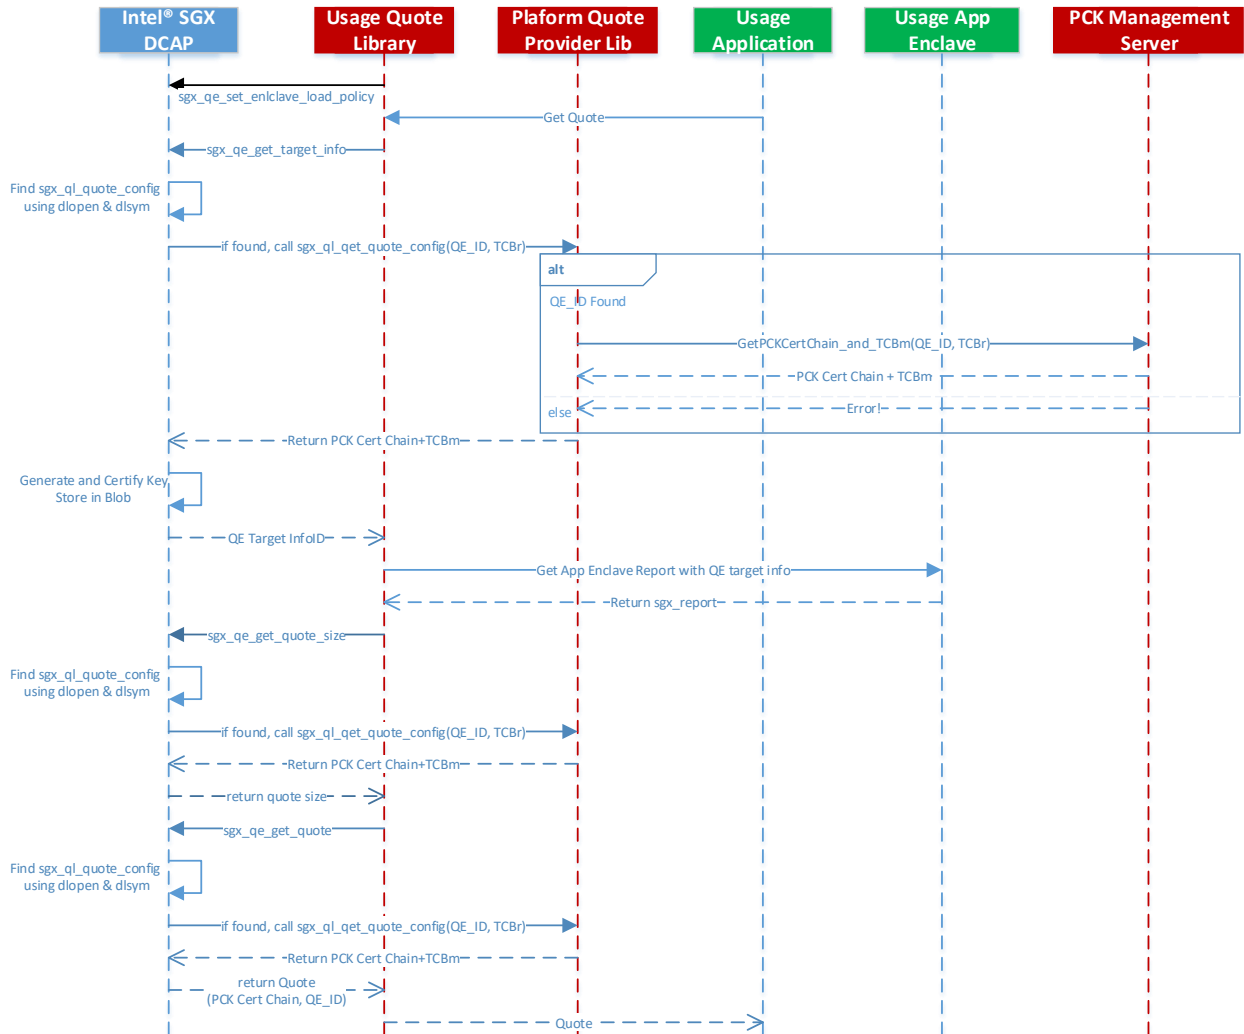 Intel® SGX
DCAP
Usage Quote
Library
Plaform Quote
Provider Lib
Usage
Application
Usage App
Enclave
PCK Management
Server
sgx_qe_set_enlclave_load_policy
Get Quote
sgx_qe_get_target_info
Find sgx_ql_quote_config
using dlopen & dlsym
if found, call sgx_ql_qet_quote_config(QE_ID, TCBr)
alt
QE_ID Found
GetPCKCertChain_and_TCBm(QE_ID, TCBr)
PCK Cert Chain + TCBm
else
Error!
Return PCK Cert Chain+TCBm
Generate and Certify Key
Store in Blob
QE Target InfoID
Get App Enclave Report with QE target info
Return sgx_report
sgx_qe_get_quote_size
Find sgx_ql_quote_config
using dlopen & dlsym
if found, call sgx_ql_qet_quote_config(QE_ID, TCBr)
Return PCK Cert Chain+TCBm
return quote size
sgx_qe_get_quote
Find sgx_ql_quote_config
using dlopen & dlsym
if found, call sgx_ql_qet_quote_config(QE_ID, TCBr)
Return PCK Cert Chain+TCBm
return Quote
(PCK Cert Chain, QE_ID)
Quote